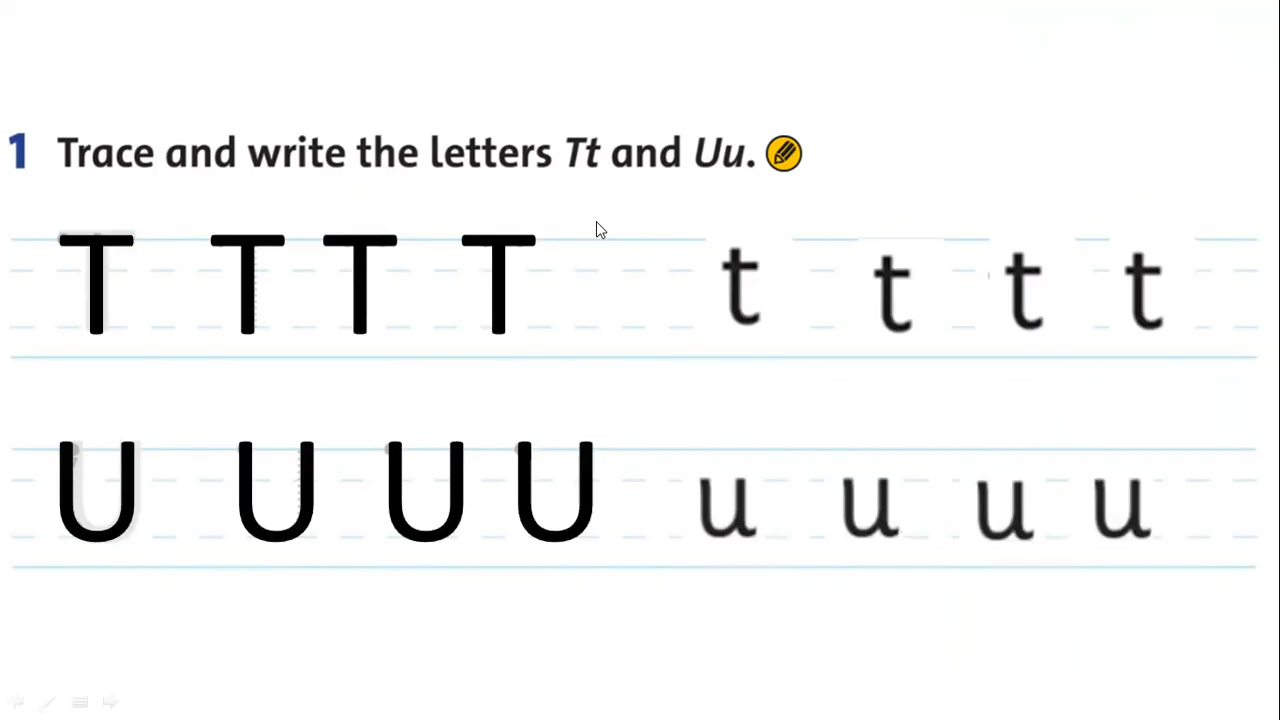 1 Trace and write the letters Tt and Uu.
T T T T t t t t
U U U U u u u u